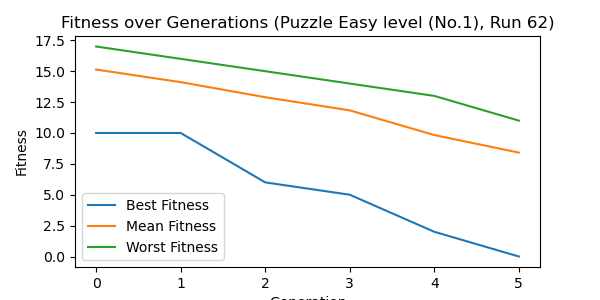 Fitness over Generations (Puzzle Easy level (No.1), Run 62)
17.5
15.0
12.5
10.0
7.5
5.0
2.5
0.0
Fitness
Best Fitness
Mean Fitness
Worst Fitness
0 1 2 3 4 5
Generation